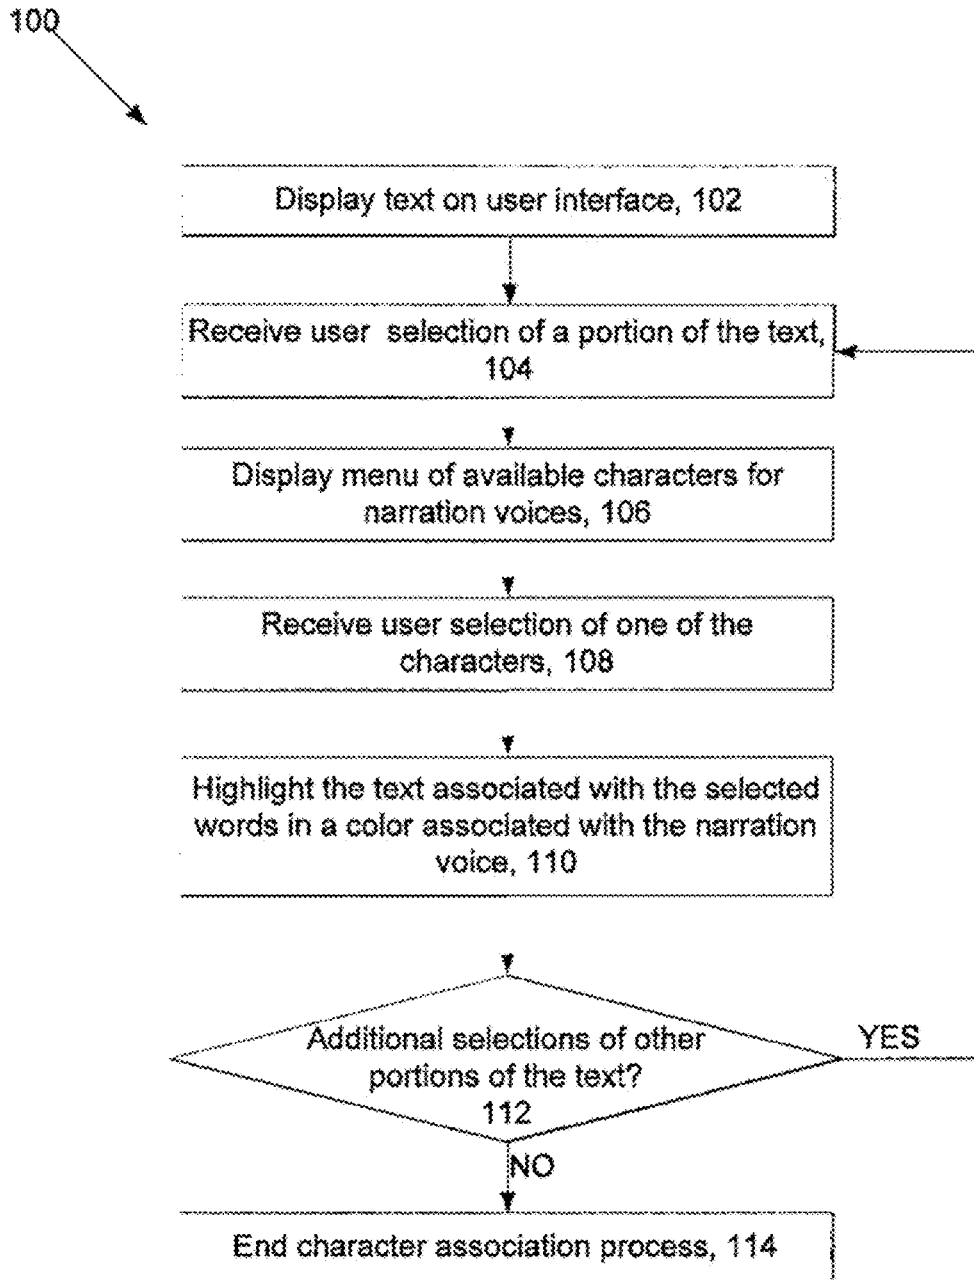 100
Display text on user interface, 102
Receive user selection of a portion of the text,
104
Display menu of available characters for
narration voices, 106
Receive user selection of one of the
characters, 108
Highlight the text associated with the selected
words in a color associated with the narration
voice, 110
Additional selections of other
portions of the text?
112
YES
NO
End character association process, 114